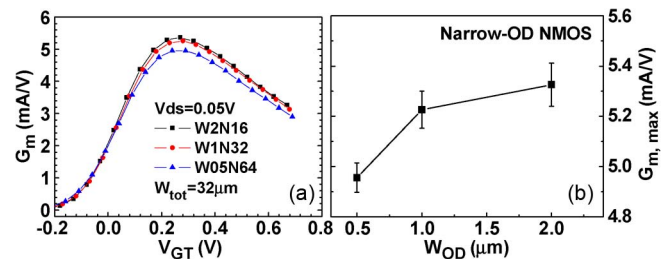 G_m (mA/V)
6
5
4
3
2
1
0
Vds=0.05V
W2N16
W1N32
W05N64
W_tot=32μm
(a)
-0.2 0.0 0.2 0.4 0.6 0.8
V_GT (V)
Narrow-OD NMOS
(b)
0.5 1.0 1.5 2.0
W_OD (μm)
5.6
5.4
5.2
5.0
4.8
G_m, max (mA/V)